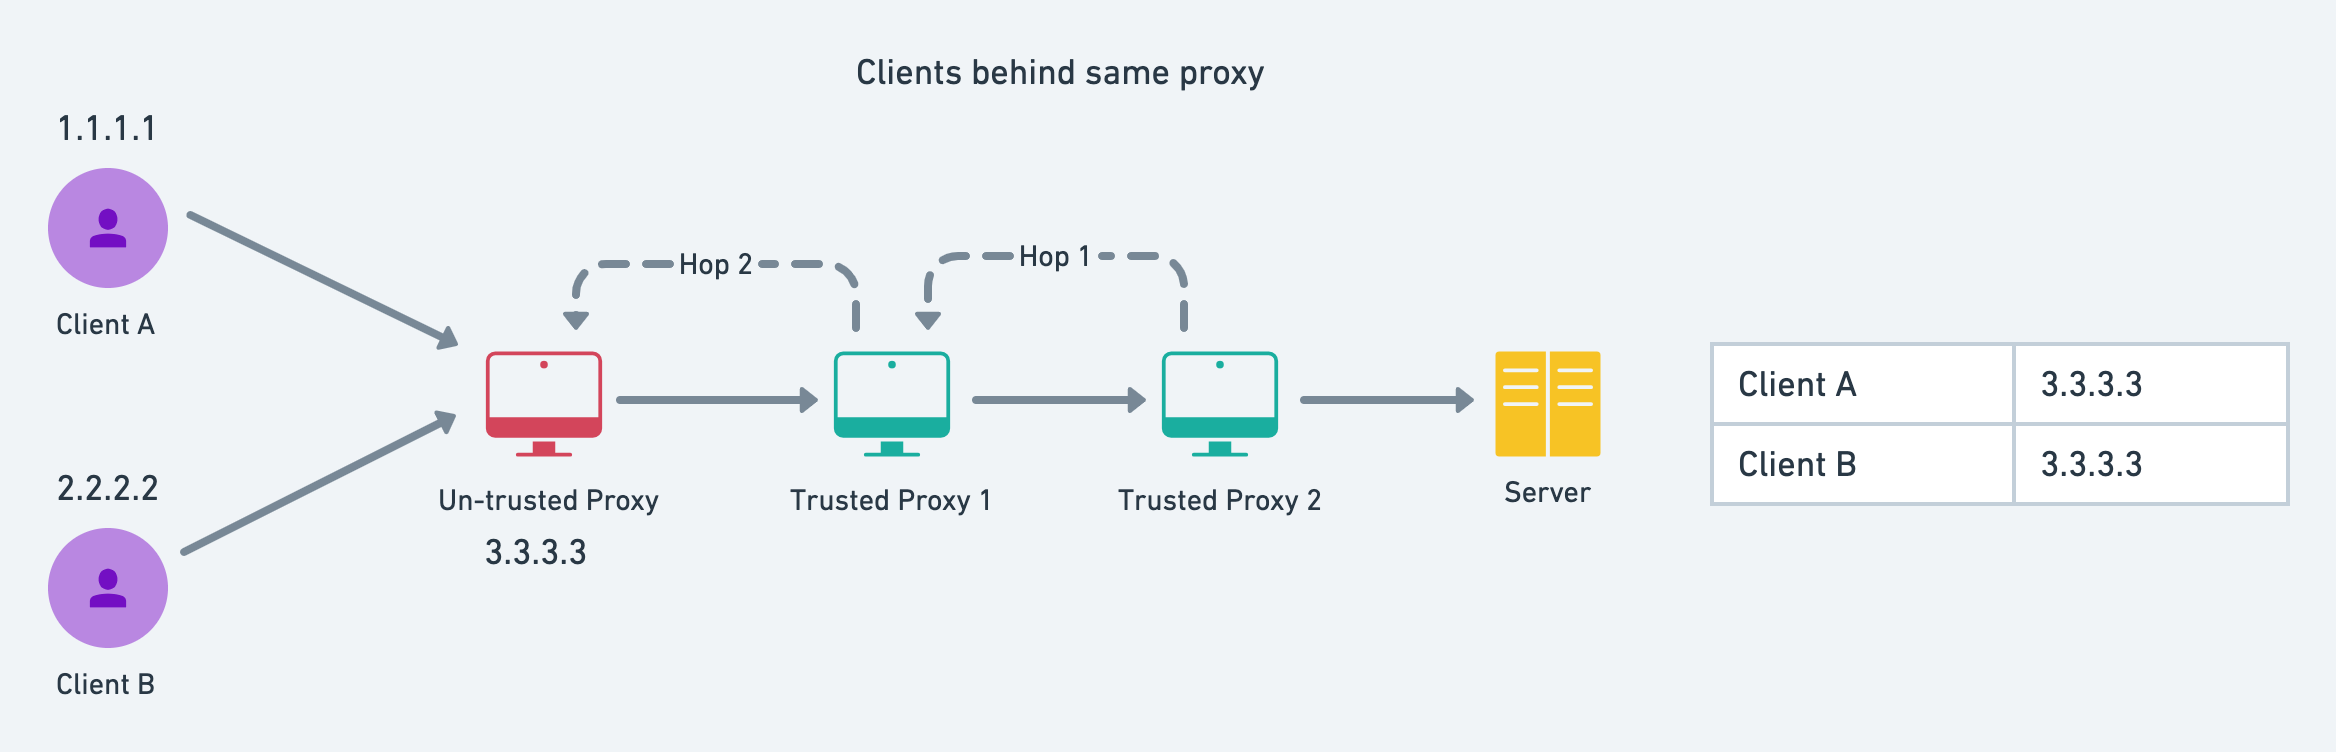 Clients behind same proxy
1.1.1.1
Client A
Hop 2
Hop 1
2.2.2.2
Client B
Un-trusted Proxy
3.3.3.3
Trusted Proxy 1
Trusted Proxy 2
Server
Client A 3.3.3.3
Client B 3.3.3.3